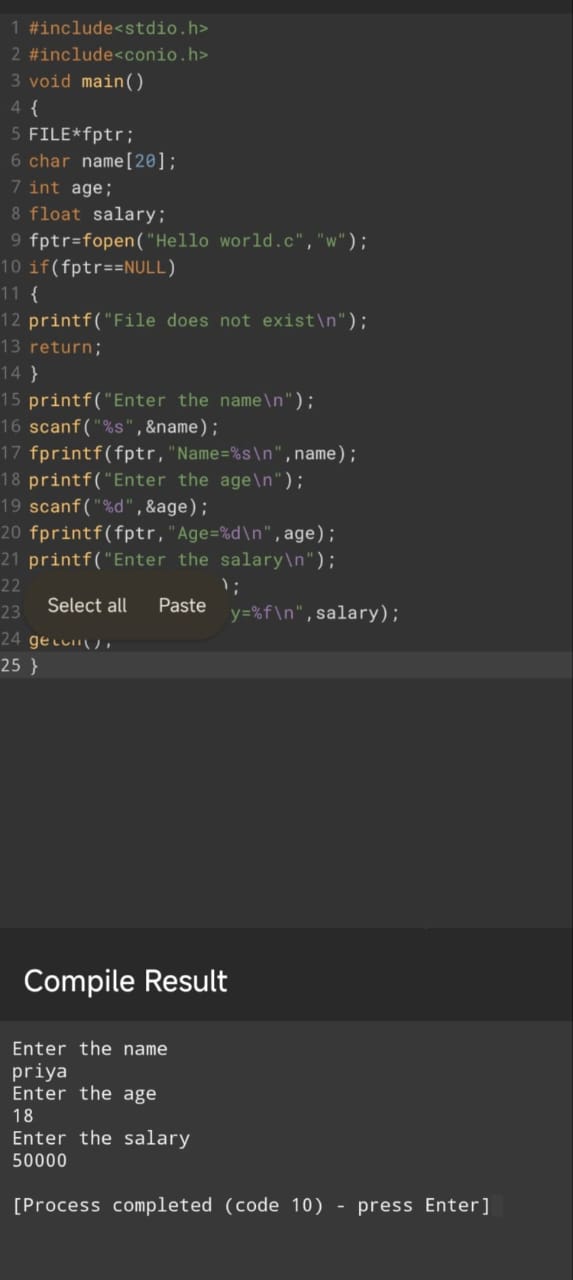 1 #include<stdio.h>
2 #include<conio.h>
3 void main()
4 {
5 FILE*fptr;
6 char name[20];
7 int age;
8 float salary;
9 fptr=fopen("Hello world.c","w");
10 if(fptr==NULL)
11 {
12 printf("File does not exist\n");
13 return;
14 }
15 printf("Enter the name\n");
16 scanf("%s",&name);
17 fprintf(fptr,"Name=%s\n",name);
18 printf("Enter the age\n");
19 scanf("%d",&age);
20 fprintf(fptr,"Age=%d\n",age);
21 printf("Enter the salary\n");
22 );
Select all Paste
23 y=%f\n",salary);
24 getch();
25 }
Compile Result
Enter the name
priya
Enter the age
18
Enter the salary
50000
[Process completed (code 10) - press Enter]